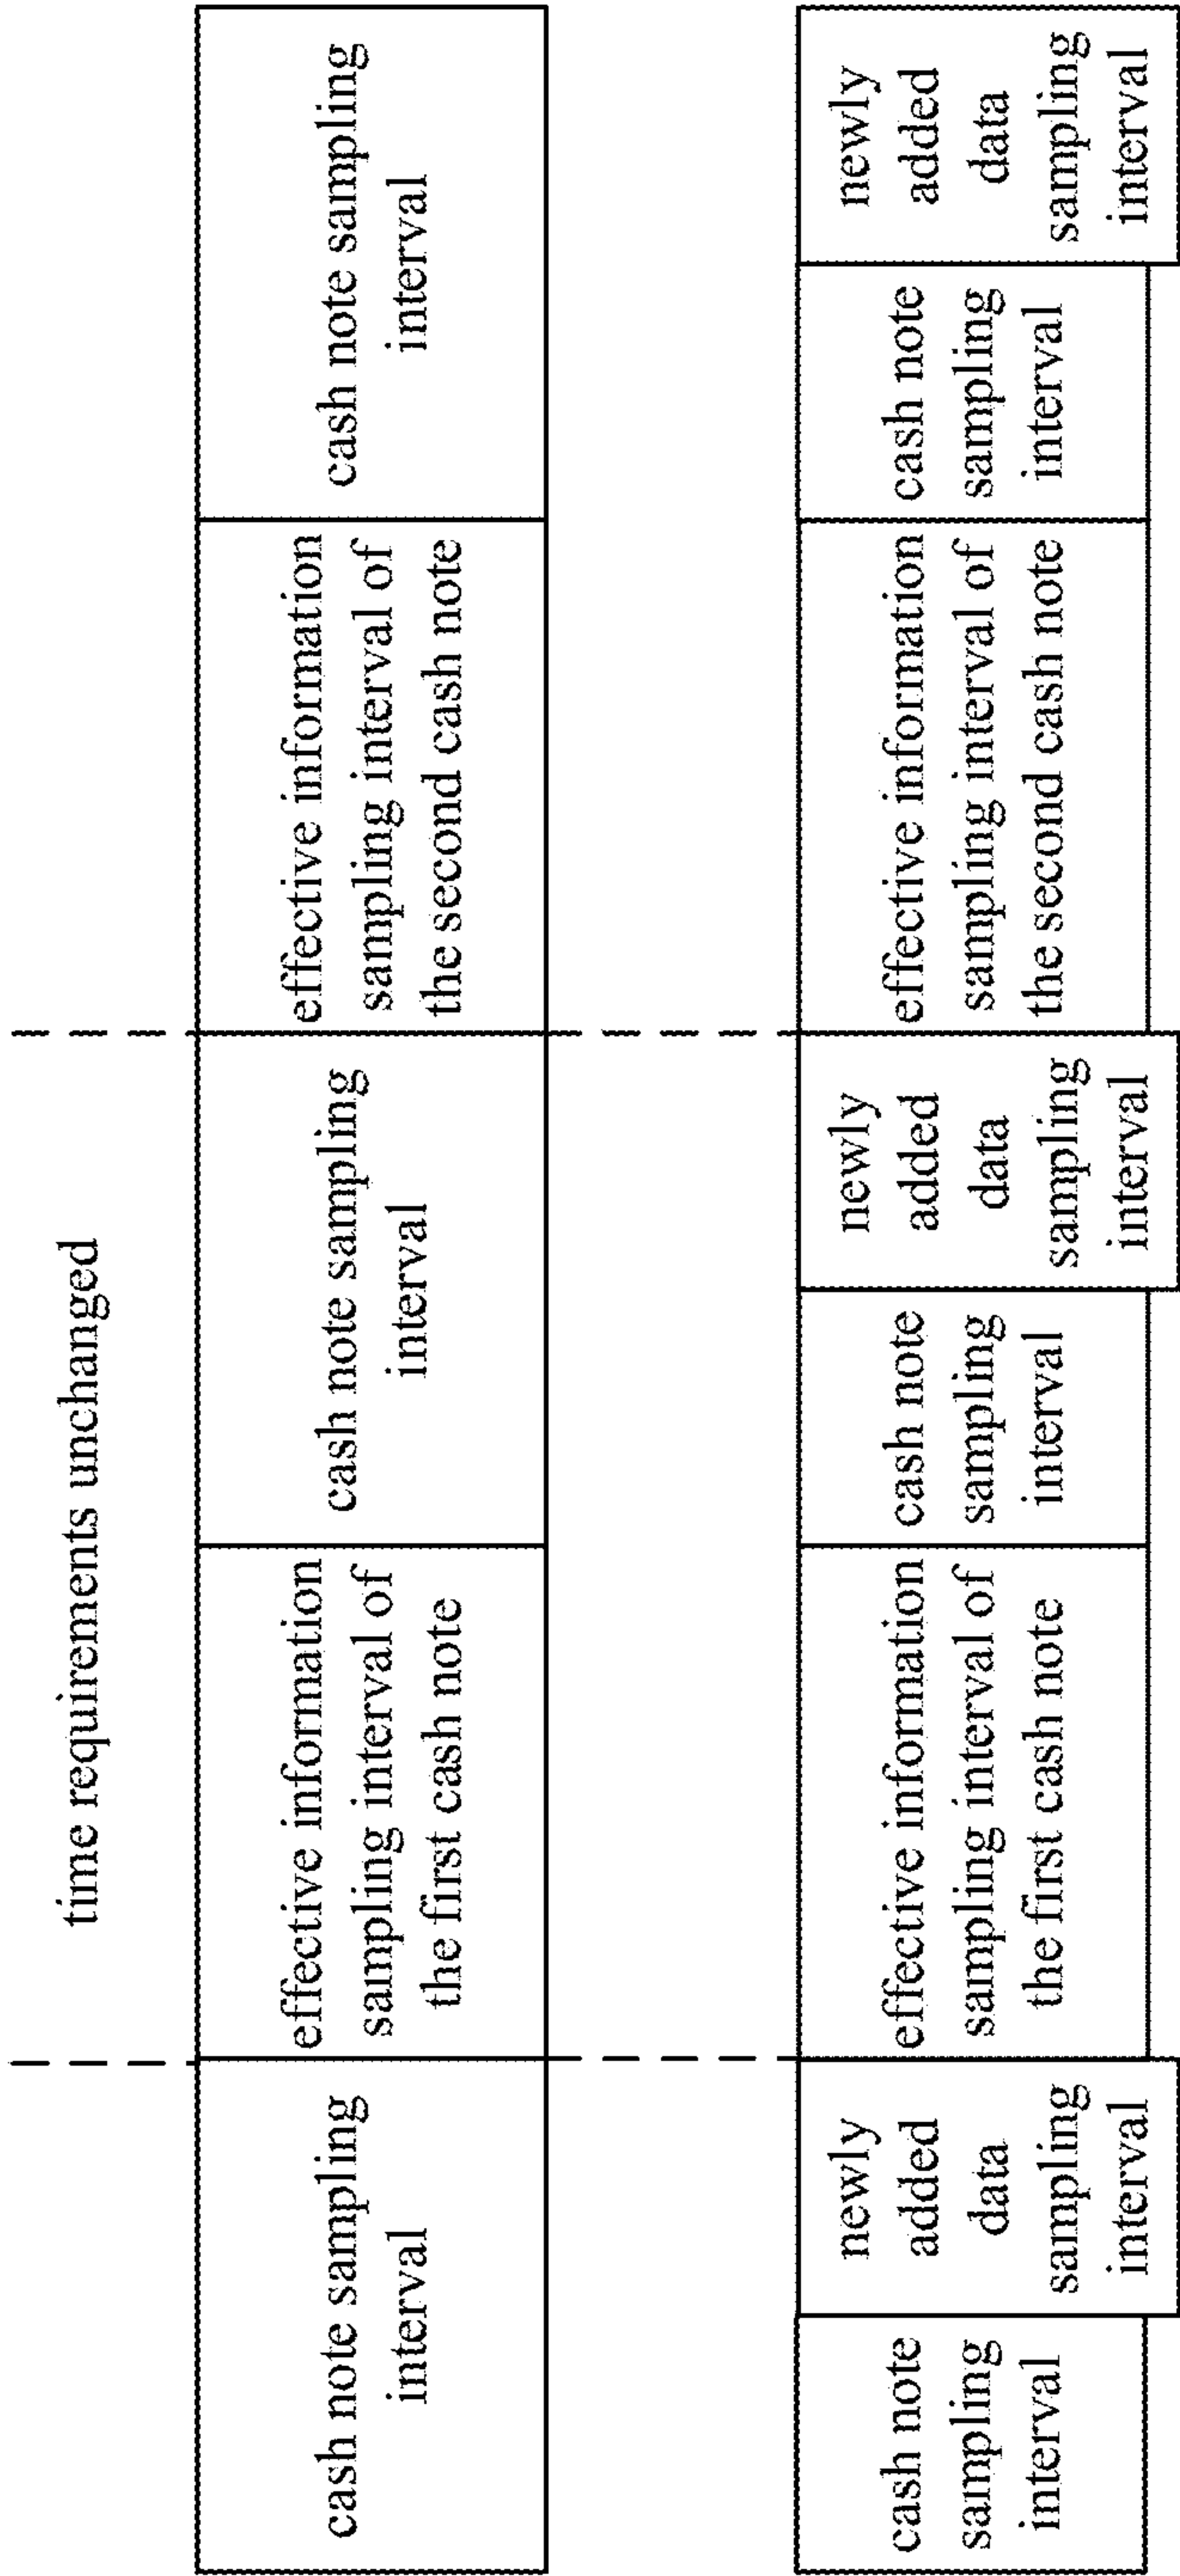 time requirements unchanged
cash note sampling
interval
effective information
sampling interval of
the first cash note
cash note sampling
interval
effective information
sampling interval of
the second cash note
cash note sampling
interval
cash note
sampling
interval
newly
added
data
sampling
interval
effective information
sampling interval of
the first cash note
cash note
sampling
interval
newly
added
data
sampling
interval
effective information
sampling interval of
the second cash note
cash note
sampling
interval
newly
added
data
sampling
interval